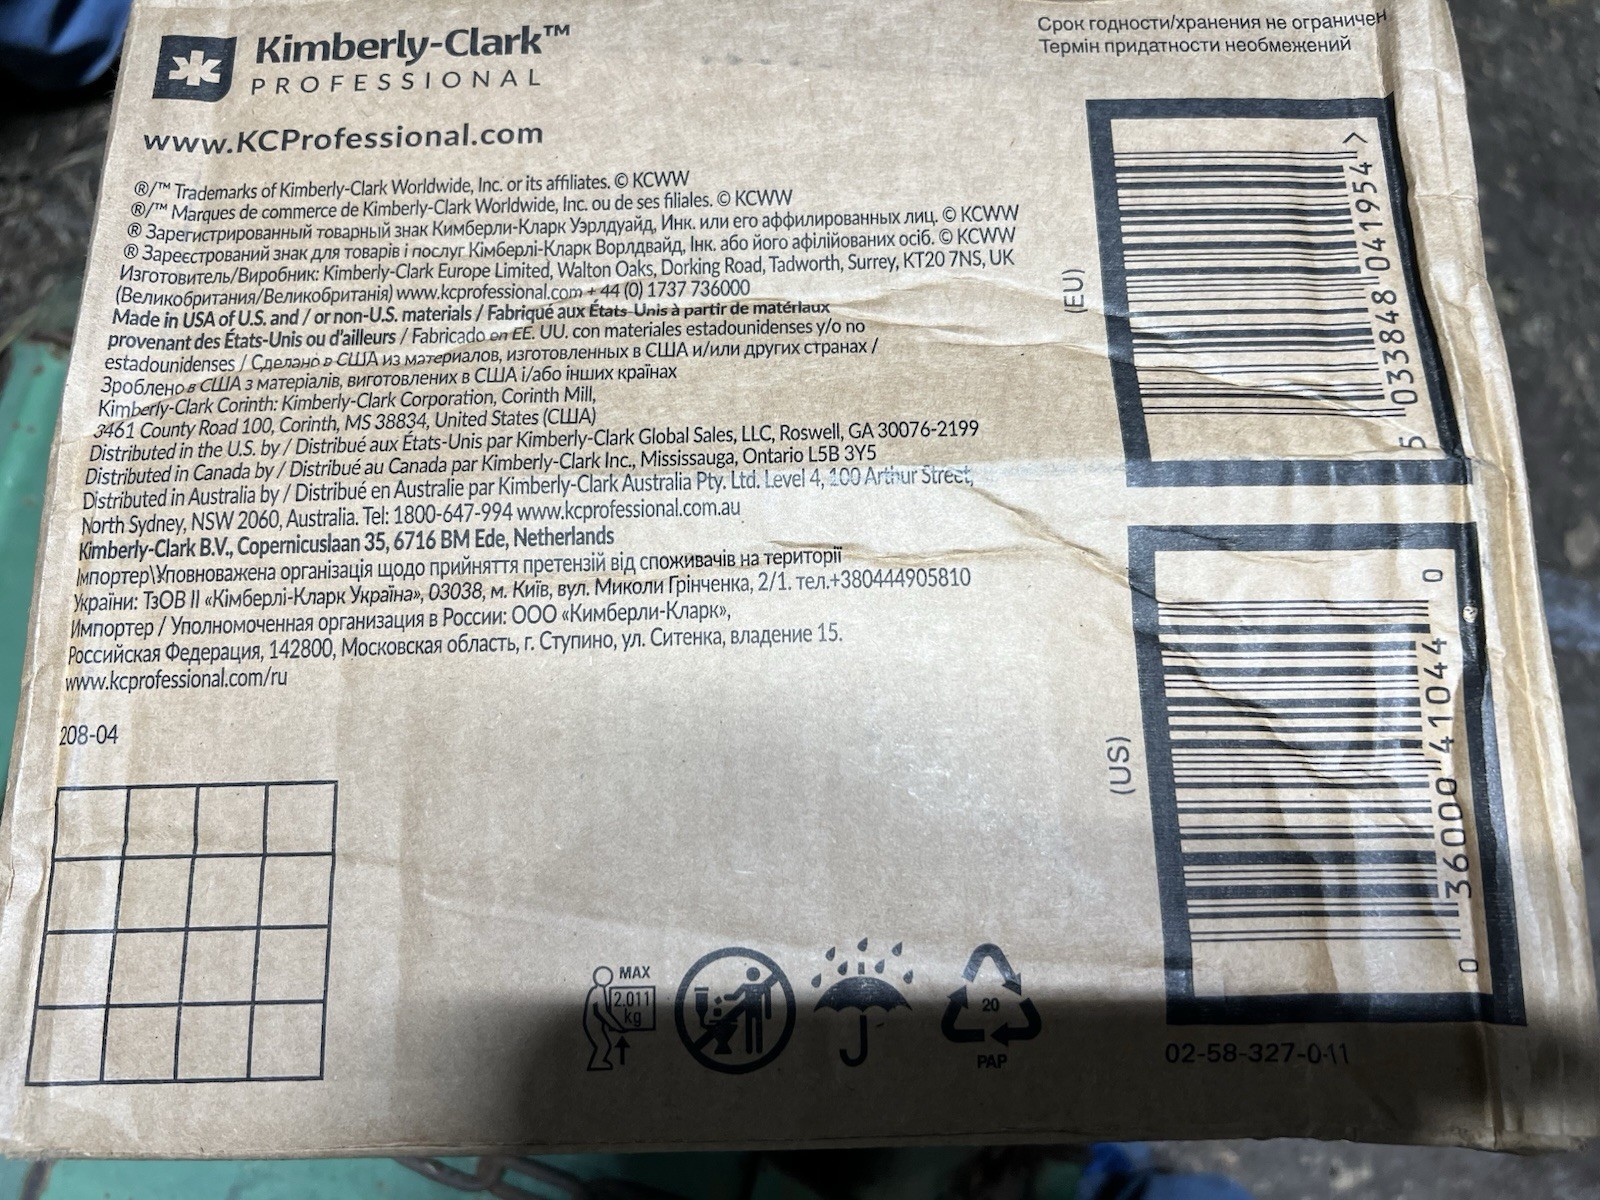 Kimberly-Clark™
PROFESSIONAL
www.KCProfessional.com
Срок годности/хранения не ограничен
Термін придатности необмежений
®/™ Trademarks of Kimberly-Clark Worldwide, Inc. or its affiliates. © KCWW
®/™ Marques de commerce de Kimberly-Clark Worldwide, Inc. ou de ses filiales. © KCWW
® Зарегистрированный товарный знак Кимберли-Кларк Уэрлдуайд, Инк. или его аффилированных лиц. © KCWW
® Зареєстрований знак для товарів і послуг Кімберлі-Кларк Ворлдвайд, Інк. або його афілійованих осіб. © KCWW
Изготовитель/Виробник: Kimberly-Clark Europe Limited, Walton Oaks, Dorking Road, Tadworth, Surrey, KT20 7NS, UK
(Великобритания/Великобританія) www.kcprofessional.com + 44 (0) 1737 736000
Made in USA of U.S. and / or non-U.S. materials / Fabriqué aux États-Unis à partir de matériaux
provenant des États-Unis ou d'ailleurs / Fabricado en EE. UU. con materiales estadounidenses y/o no
estadounidenses / Сделано в США из материалов, изготовленных в США и/или других странах /
Зроблено в США з матеріалів, виготовлених в США і/або інших країнах
Kimberly-Clark Corinth: Kimberly-Clark Corporation, Corinth Mill,
3461 County Road 100, Corinth, MS 38834, United States (США)
Distributed in the U.S. by / Distribué aux États-Unis par Kimberly-Clark Global Sales, LLC, Roswell, GA 30076-2199
Distributed in Canada by / Distribué au Canada par Kimberly-Clark Inc., Mississauga, Ontario L5B 3Y5
Distributed in Australia by / Distribué en Australie par Kimberly-Clark Australia Pty. Ltd. Level 4, 100 Arthur Street,
North Sydney, NSW 2060, Australia. Tel: 1800-647-994 www.kcprofessional.com.au
Kimberly-Clark B.V., Copernicuslaan 35, 6716 BM Ede, Netherlands
Імпортер\Уповноважена організація щодо прийняття претензій від споживачів на території
України: ТзОВ ІІ «Кімберлі-Кларк Україна», 03038, м. Київ, вул. Миколи Грінченка, 2/1. тел.+380444905810
Импортер / Уполномоченная организация в России: ООО «Кимберли-Кларк»,
Российская Федерация, 142800, Московская область, г. Ступино, ул. Ситенка, владение 15.
www.kcprofessional.com/ru
208-04
(EU)
5 033848 041954 >
(US)
0 36000 41044 0
MAX
2.011
kg
20
PAP
02-58-327-0-11